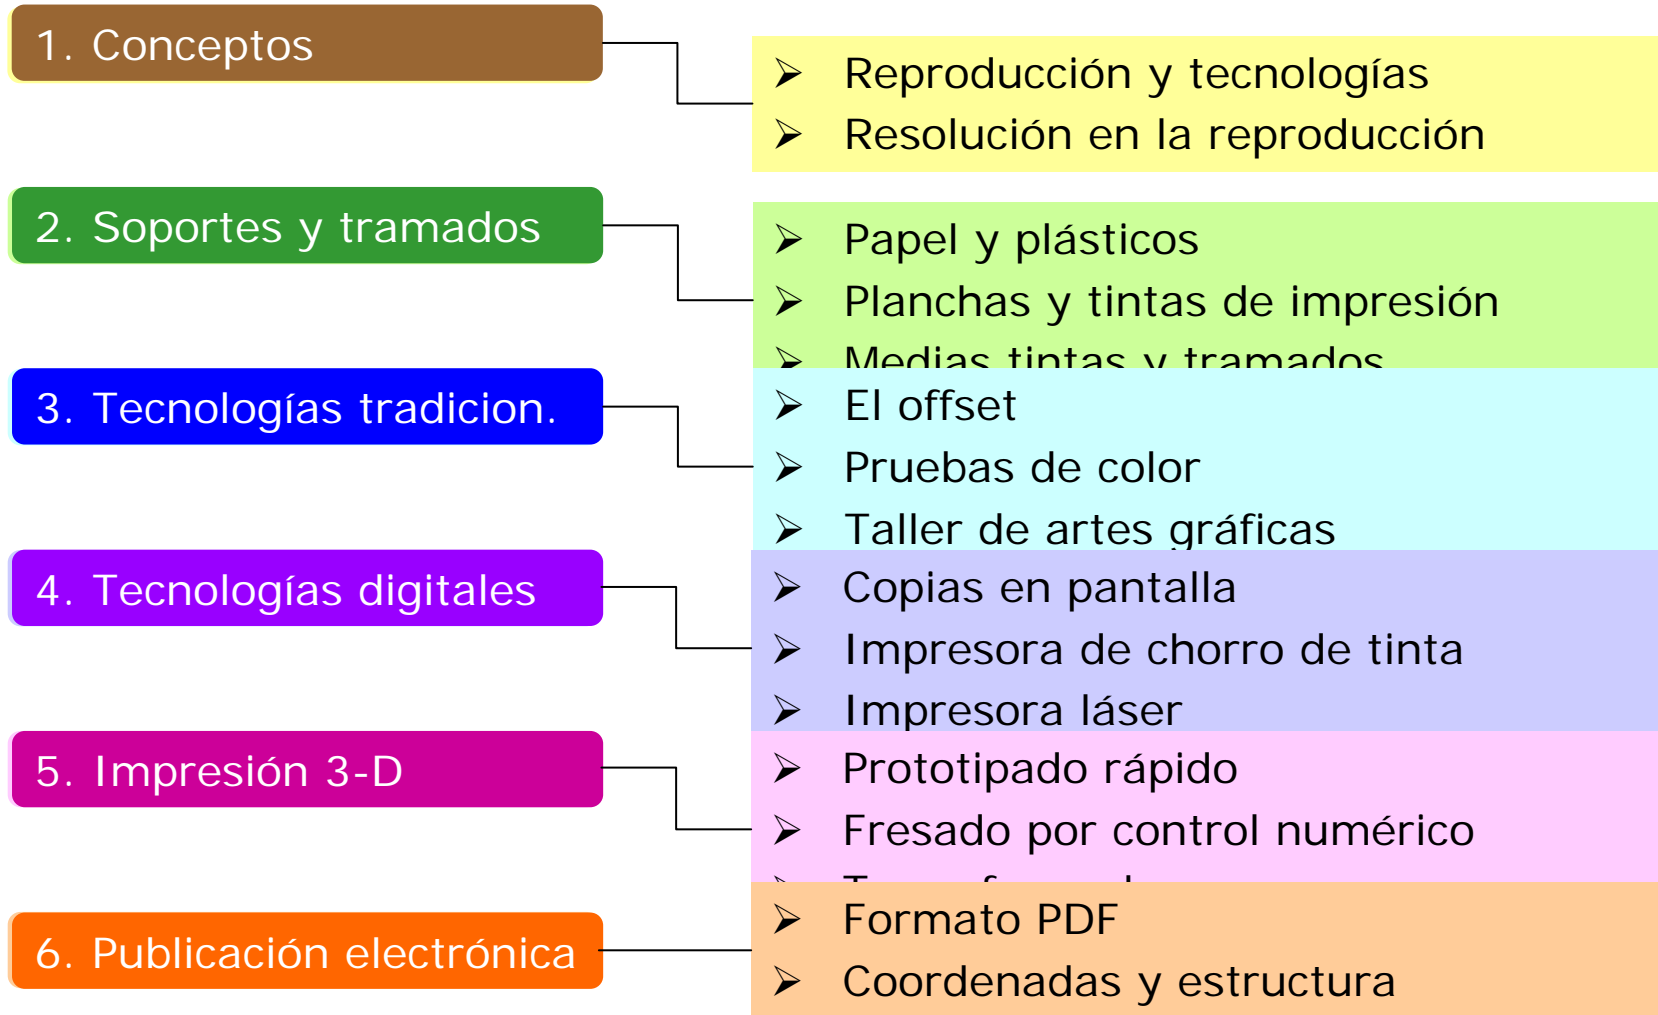 1. Conceptos
➢ Reproducción y tecnologías
➢ Resolución en la reproducción
2. Soportes y tramados
➢ Papel y plásticos
➢ Planchas y tintas de impresión
➢ Medias tintas y tramados
3. Tecnologías tradicion.
➢ El offset
➢ Pruebas de color
➢ Taller de artes gráficas
4. Tecnologías digitales
➢ Copias en pantalla
➢ Impresora de chorro de tinta
➢ Impresora láser
5. Impresión 3-D
➢ Prototipado rápido
➢ Fresado por control numérico
6. Publicación electrónica
➢ Formato PDF
➢ Coordenadas y estructura